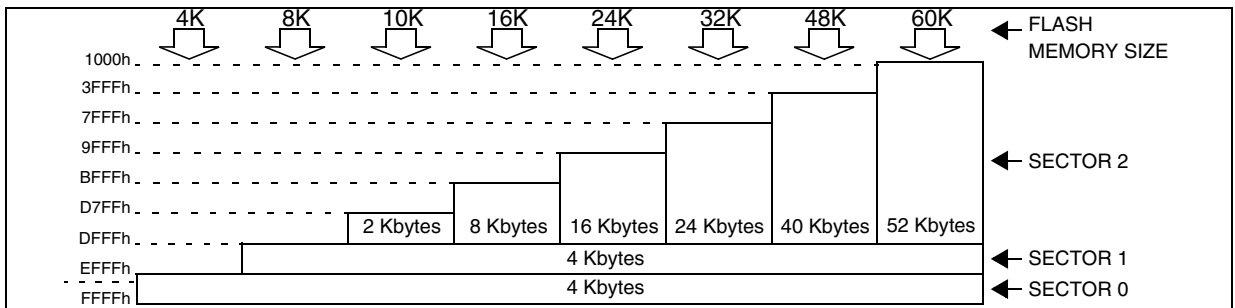 4K 8K 10K 16K 24K 32K 48K 60K
FLASH
MEMORY SIZE
1000h
3FFFh
7FFFh
9FFFh
SECTOR 2
BFFFh
D7FFh
2 Kbytes 8 Kbytes 16 Kbytes 24 Kbytes 40 Kbytes 52 Kbytes
DFFFh
4 Kbytes
SECTOR 1
EFFFh
4 Kbytes
SECTOR 0
FFFFh